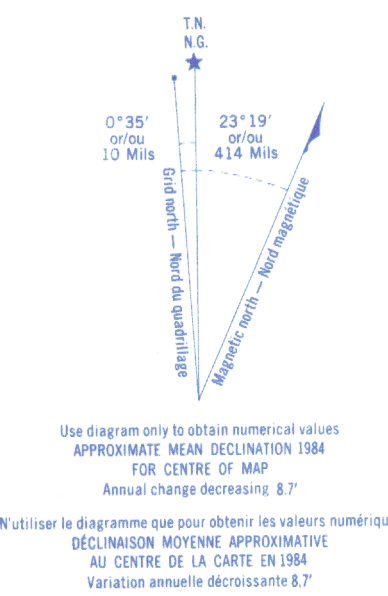 T.N.
N.G.
0°35'
or/ou
10 Mils
23°19'
or/ou
414 Mils
Grid north — Nord du quadrillage
Magnetic north — Nord magnétique
Use diagram only to obtain numerical values
APPROXIMATE MEAN DECLINATION 1984
FOR CENTRE OF MAP
Annual change decreasing 8.7'
N'utiliser le diagramme que pour obtenir les valeurs numériqu
DÉCLINAISON MOYENNE APPROXIMATIVE
AU CENTRE DE LA CARTE EN 1984
Variation annuelle décroissante 8,7'